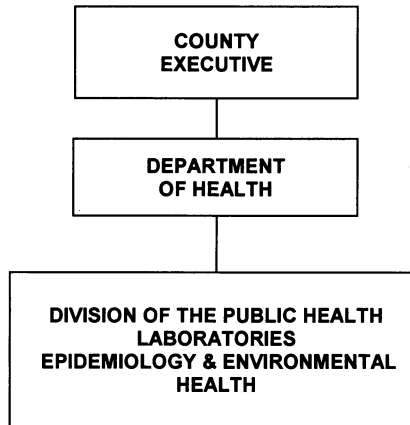 COUNTY
EXECUTIVE
DEPARTMENT
OF HEALTH
DIVISION OF THE PUBLIC HEALTH
LABORATORIES
EPIDEMIOLOGY & ENVIRONMENTAL
HEALTH